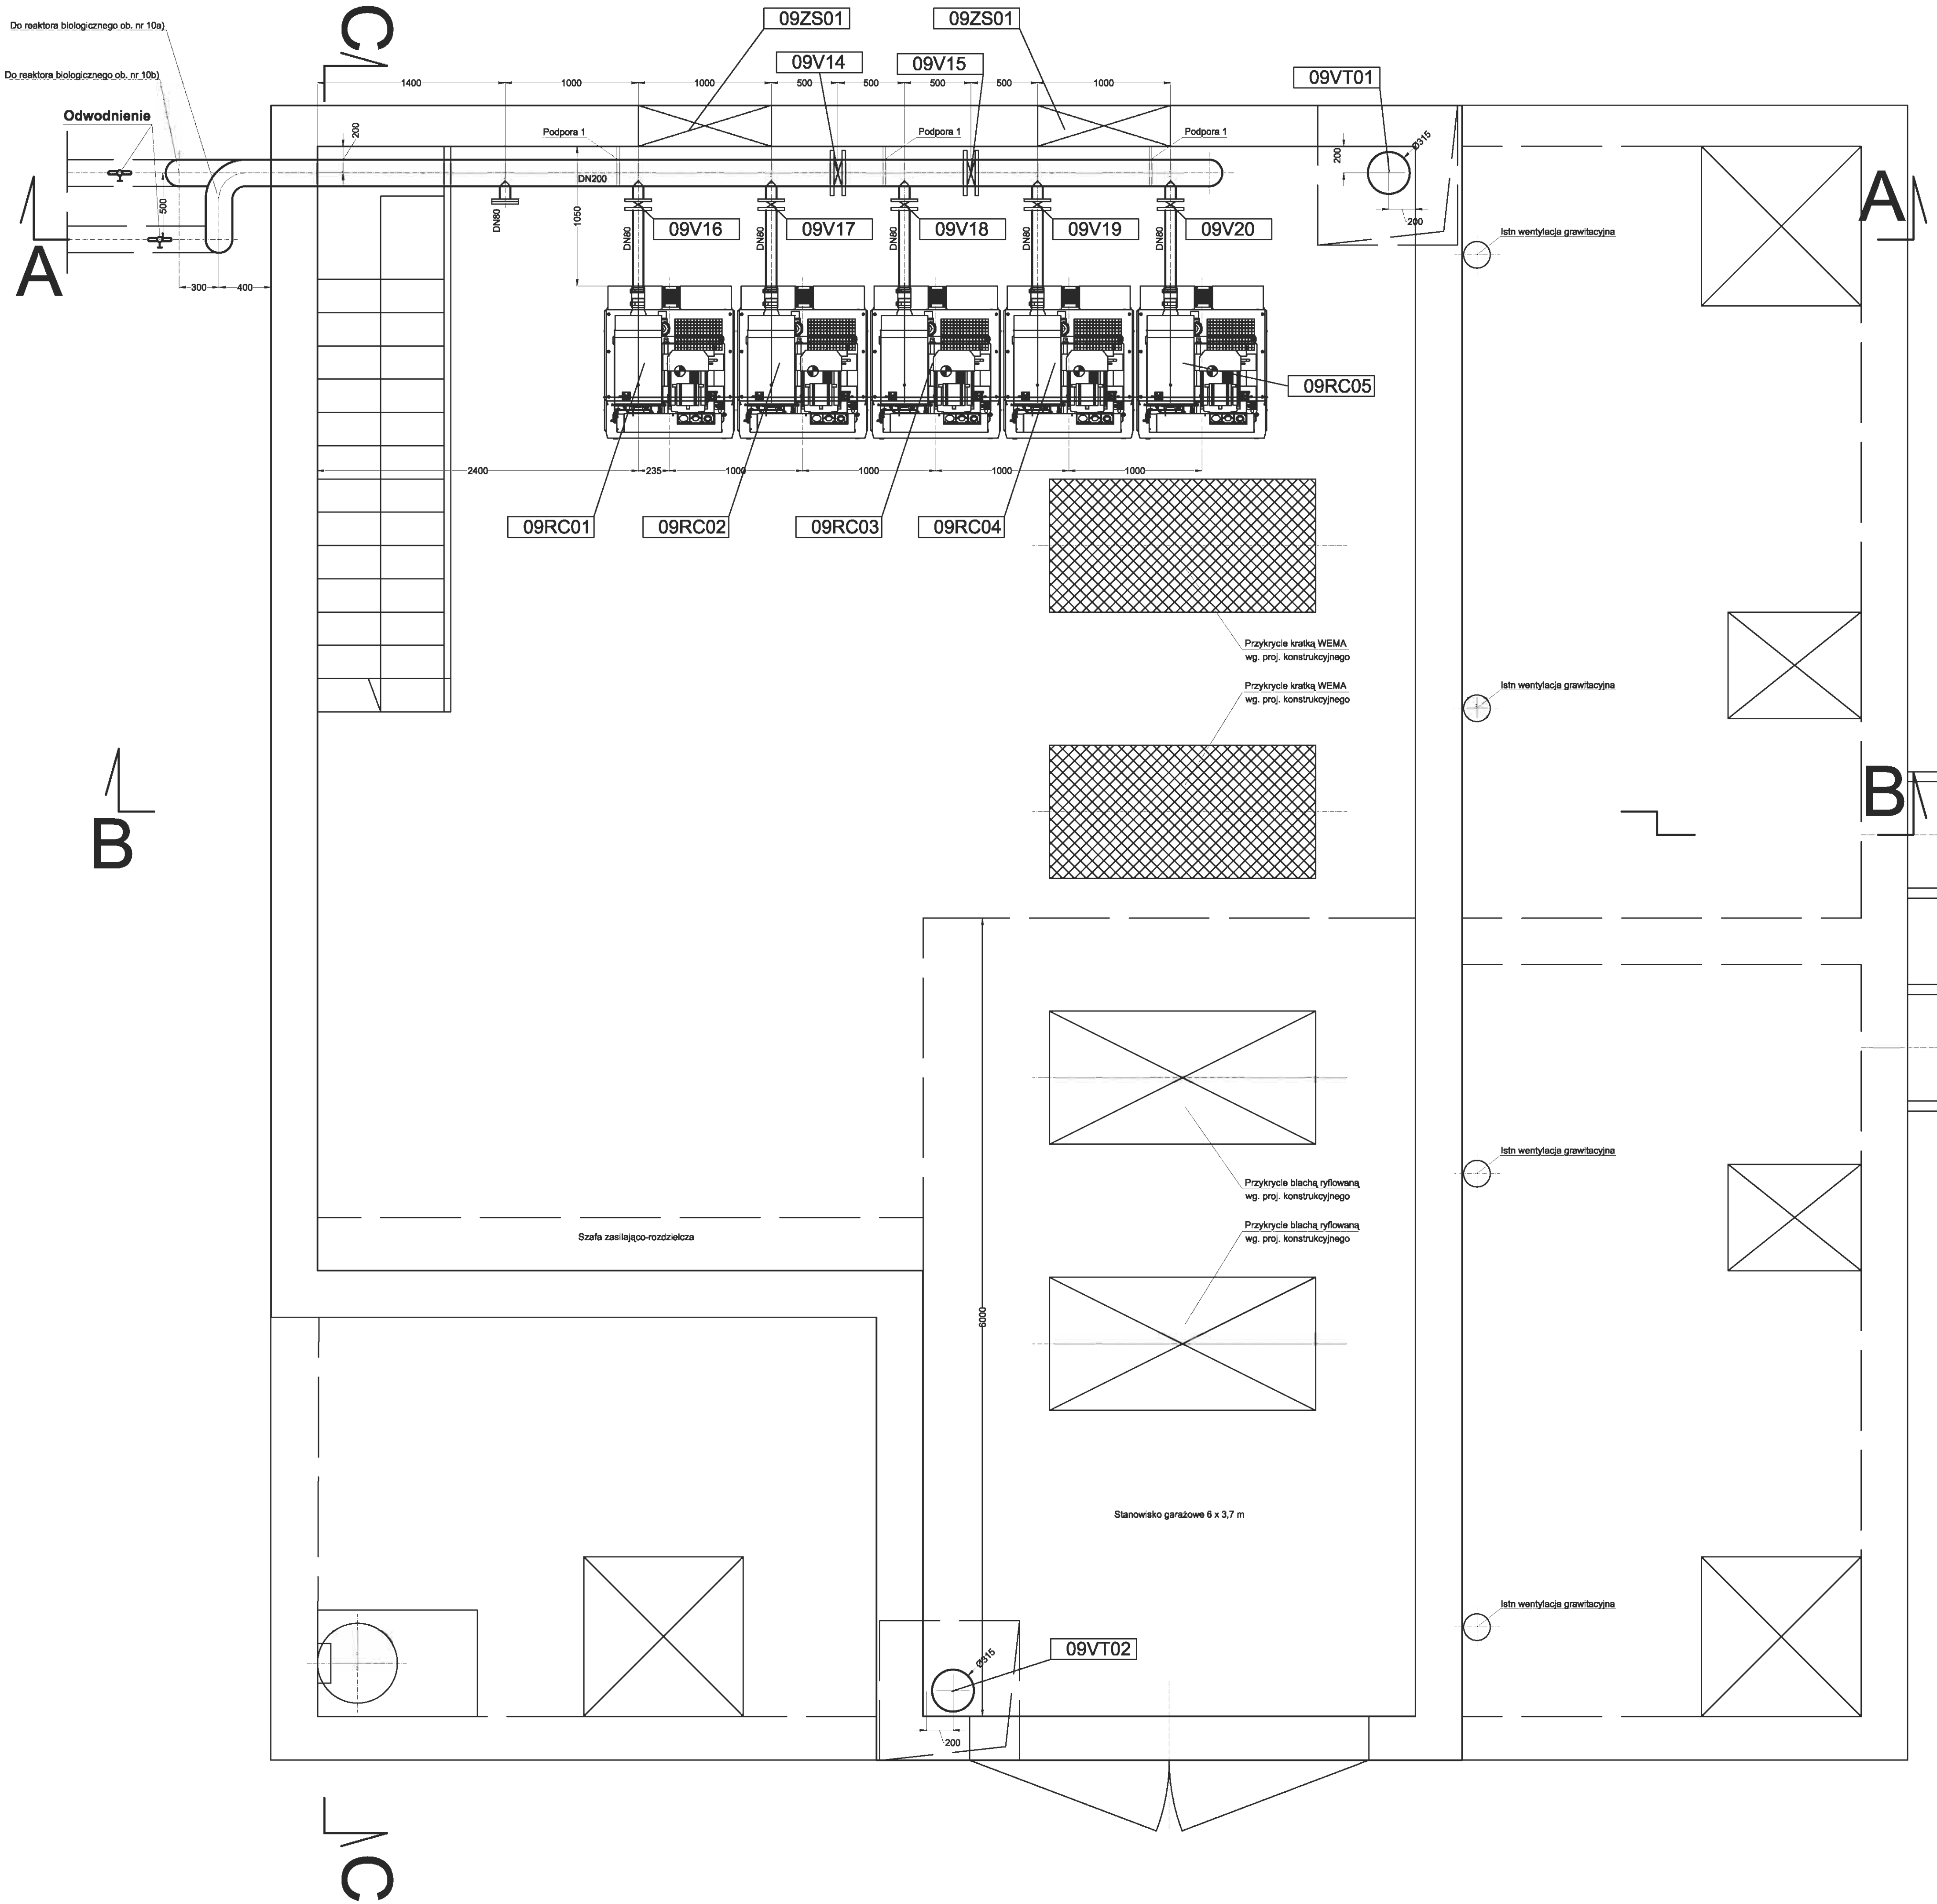 C
09ZS01
09ZS01
Do reaktora biologicznego ob. nr 10a)
09V14
09V15
Do reaktora biologicznego ob. nr 10b)
09VT01
1400
1000
1000
500
500
500
500
1000
Odwodnienie
200
Podpora 1
Podpora 1
Podpora 1
200
Ø315
DN200
500
1050
DN80
DN80
DN80
DN80
DN80
DN80
09V16
09V17
09V18
09V19
09V20
200
A
A
Istn wentylacja grawitacyjna
300
400
09RC05
2400
235
1000
1000
1000
1000
09RC01
09RC02
09RC03
09RC04
Przykrycie kratką WEMA
wg. proj. konstrukcyjnego
Przykrycie kratką WEMA
wg. proj. konstrukcyjnego
Istn wentylacja grawitacyjna
B
B
Istn wentylacja grawitacyjna
Przykrycie blachą ryflowaną
wg. proj. konstrukcyjnego
Przykrycie blachą ryflowaną
wg. proj. konstrukcyjnego
Szafa zasilająco-rozdzielcza
6000
Stanowisko garażowe 6 x 3,7 m
Istn wentylacja grawitacyjna
09VT02
Ø315
200
C